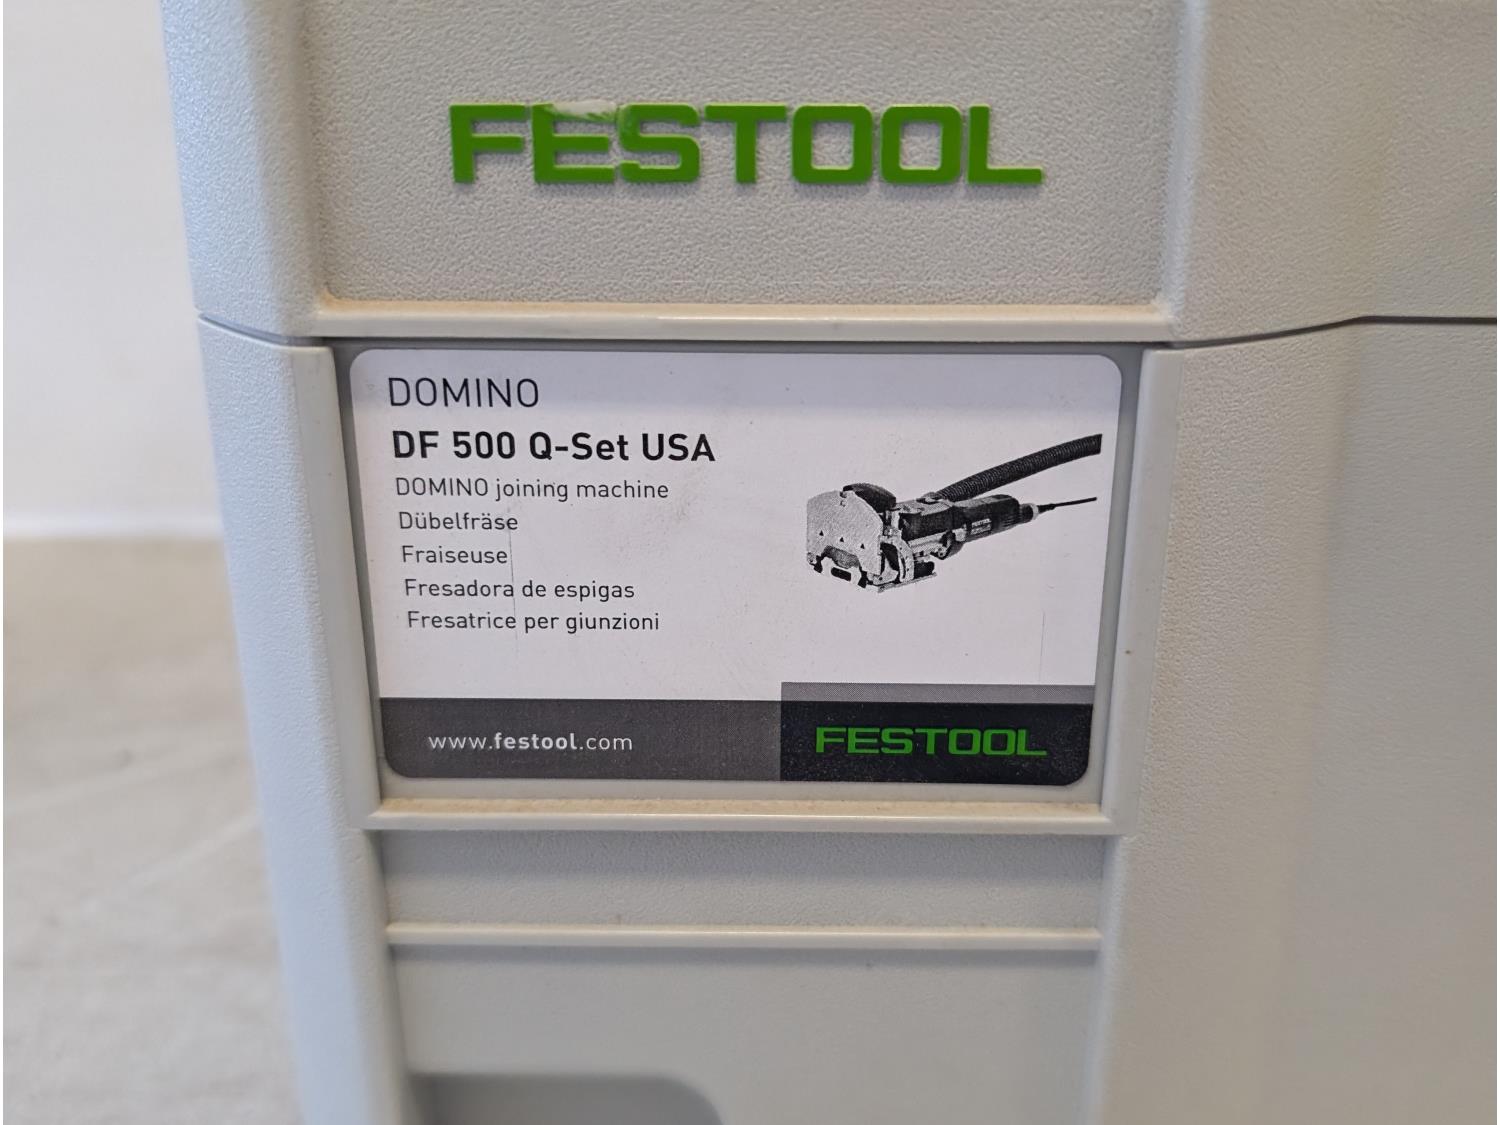 FESTOOL
DOMINO
DF 500 Q-Set USA
DOMINO joining machine
Dübelfräse
Fraiseuse
Fresadora de espigas
Fresatrice per giunzioni
www.festool.com
FESTOOL